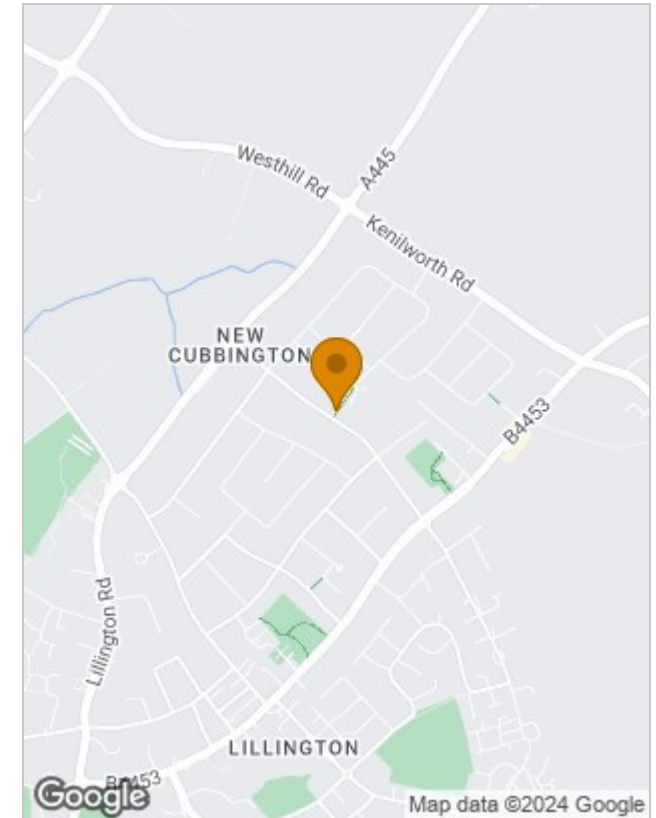 Westhill Rd
A445
Kenilworth Rd
NEW
CUBBINGTON
B4453
Lillington Rd
LILLINGTON
B4453
Google
Map data ©2024 Google